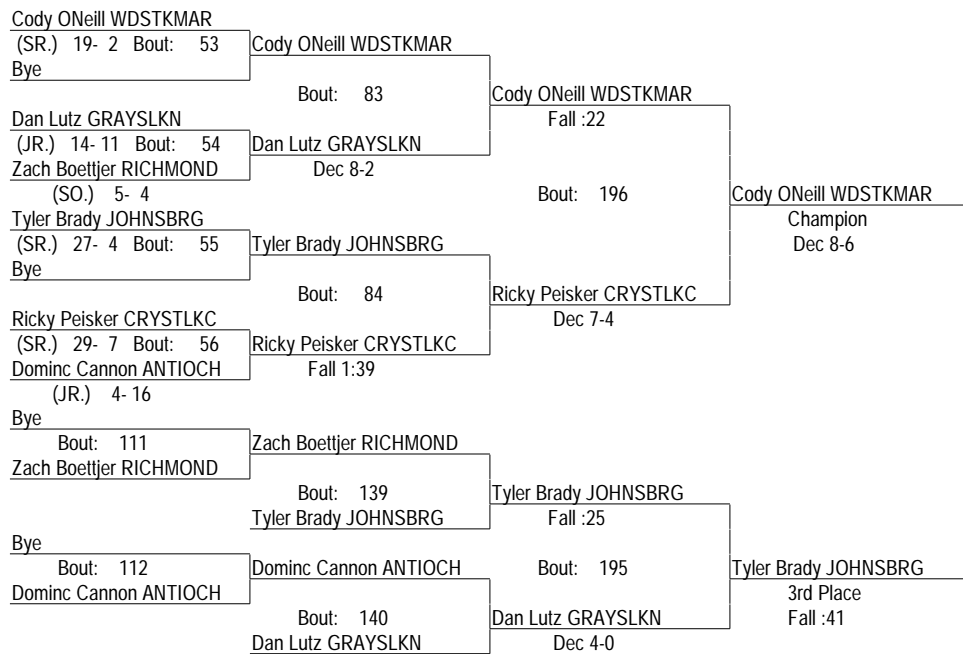 Cody ONeill WDSTKMAR
(SR.) 19- 2 Bout: 53 Cody ONeill WDSTKMAR
Bye
Bout: 83 Cody ONeill WDSTKMAR
Dan Lutz GRAYSLKN Fall :22
(JR.) 14- 11 Bout: 54 Dan Lutz GRAYSLKN
Zach Boettjer RICHMOND Dec 8-2
(SO.) 5- 4 Bout: 196 Cody ONeill WDSTKMAR
Tyler Brady JOHNSBRG Champion
(SR.) 27- 4 Bout: 55 Tyler Brady JOHNSBRG Dec 8-6
Bye
Bout: 84 Ricky Peisker CRYSTLKC
Ricky Peisker CRYSTLKC Dec 7-4
(SR.) 29- 7 Bout: 56 Ricky Peisker CRYSTLKC
Dominc Cannon ANTIOCH Fall 1:39
(JR.) 4- 16
Bye
Bout: 111 Zach Boettjer RICHMOND
Zach Boettjer RICHMOND
Bout: 139 Tyler Brady JOHNSBRG
Tyler Brady JOHNSBRG Fall :25
Bye
Bout: 112 Dominc Cannon ANTIOCH Bout: 195 Tyler Brady JOHNSBRG
Dominc Cannon ANTIOCH 3rd Place
Bout: 140 Dan Lutz GRAYSLKN Fall :41
Dan Lutz GRAYSLKN Dec 4-0